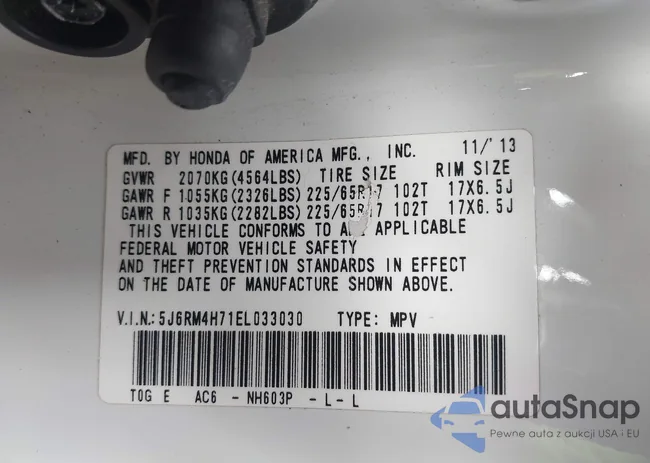 MFD. BY HONDA OF AMERICA MFG., INC. 11/'13
GVWR 2070KG(4564LBS) TIRE SIZE RIM SIZE
GAWR F 1055KG(2326LBS) 225/65R17 102T 17X6.5J
GAWR R 1035KG(2282LBS) 225/65R17 102T 17X6.5J
THIS VEHICLE CONFORMS TO APPLICABLE
FEDERAL MOTOR VEHICLE SAFETY
AND THEFT PREVENTION STANDARDS IN EFFECT
ON THE DATE OF MANUFACTURE SHOWN ABOVE.
V.I.N.:5J6RM4H71EL033030 TYPE: MPV
TOG E AC6 - NH603P - L - L
autaSnap
Pewne auta z aukcji USA i EU